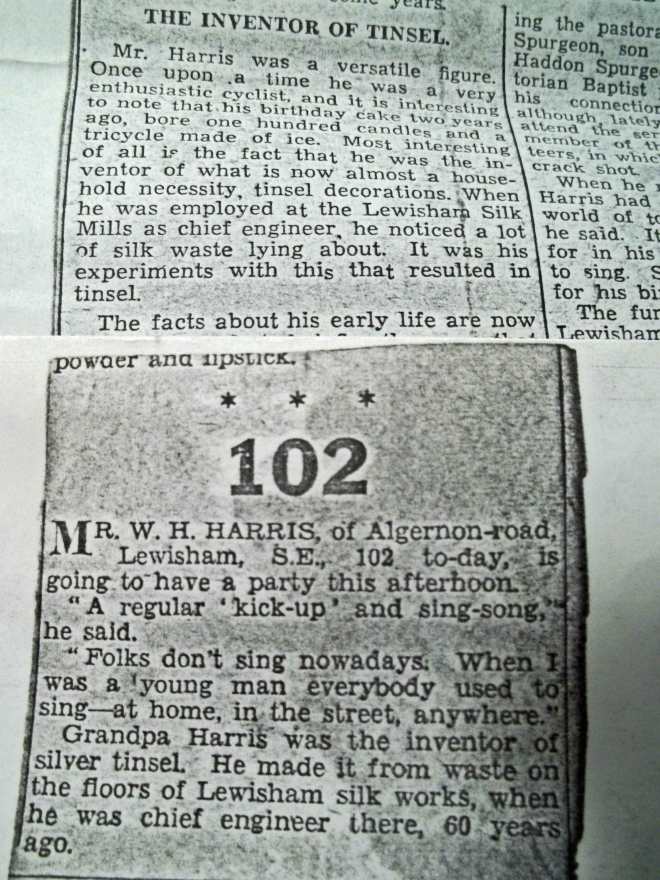 years.
THE INVENTOR OF TINSEL.
Mr. Harris was a versatile figure.
Once upon a time he was a very
enthusiastic cyclist, and it is interesting
to note that his birthday cake two years
ago, bore one hundred candles and a
tricycle made of ice. Most interesting
of all is the fact that he was the in-
ventor of what is now almost a house-
hold necessity, tinsel decorations. When
he was employed at the Lewisham Silk
Mills as chief engineer, he noticed a lot
of silk waste lying about. It was his
experiments with this that resulted in
tinsel.
The facts about his early life are now
ing the pastora
Spurgeon, son
Haddon Spurge
torian Baptist
his connection
although, lately
attend the ser
member of th
teers, in which
crack shot.
When he
Harris had
world of to
he said. It
for in his
to sing. S
for his bi
The fun
Lewisham
powder and lipstick.
* * *
102
MR. W. H. HARRIS, of Algernon-road,
Lewisham, S.E., 102 to-day, is
going to have a party this afternoon.
"A regular 'kick-up' and sing-song,"
he said.
"Folks don't sing nowadays. When I
was a young man everybody used to
sing—at home, in the street, anywhere."
Grandpa Harris was the inventor of
silver tinsel. He made it from waste on
the floors of Lewisham silk works, when
he was chief engineer there, 60 years
ago.